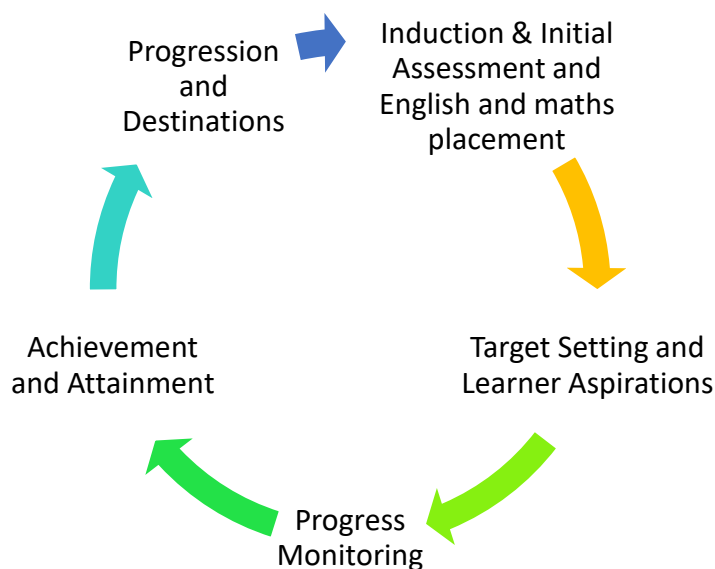 Induction & Initial
Assessment and
English and maths
placement
Target Setting and
Learner Aspirations
Progress
Monitoring
Achievement
and Attainment
Progression
and
Destinations